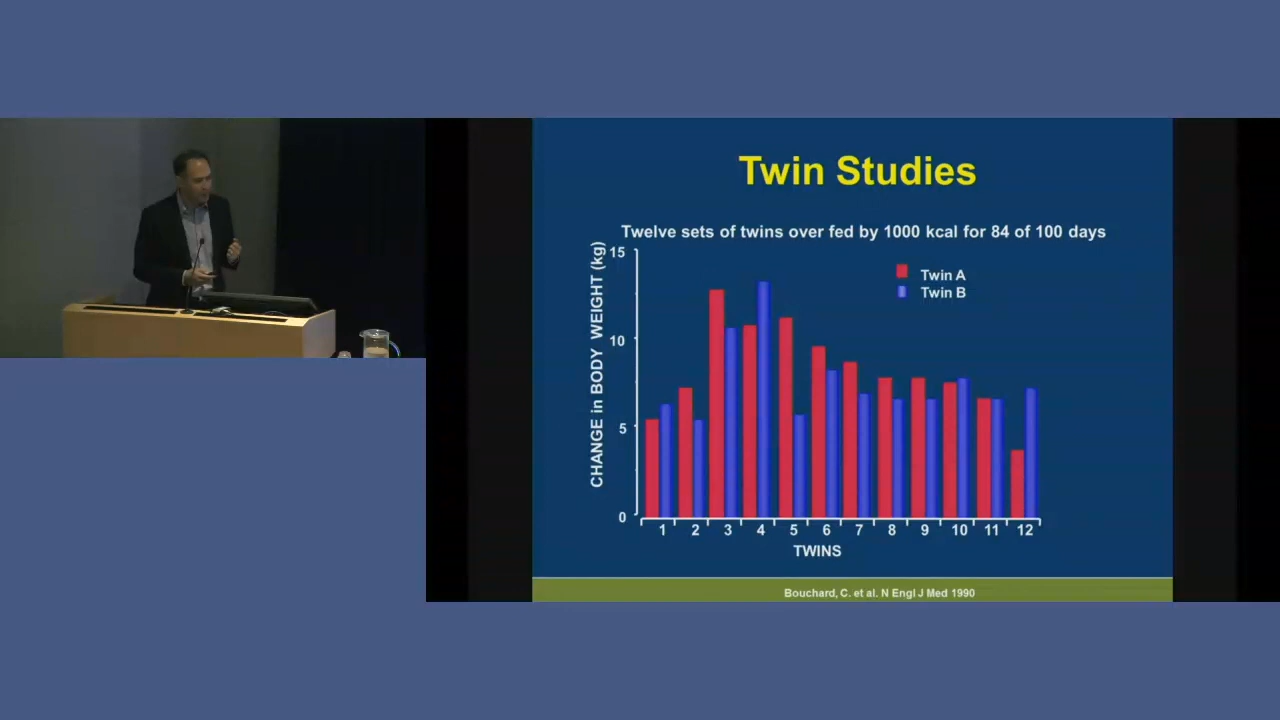 Twin Studies
Twelve sets of twins over fed by 1000 kcal for 84 of 100 days
CHANGE in BODY WEIGHT (kg)
15
10
5
0
Twin A
Twin B
1 2 3 4 5 6 7 8 9 10 11 12
TWINS
Bouchard, C. et al. N Engl J Med 1990